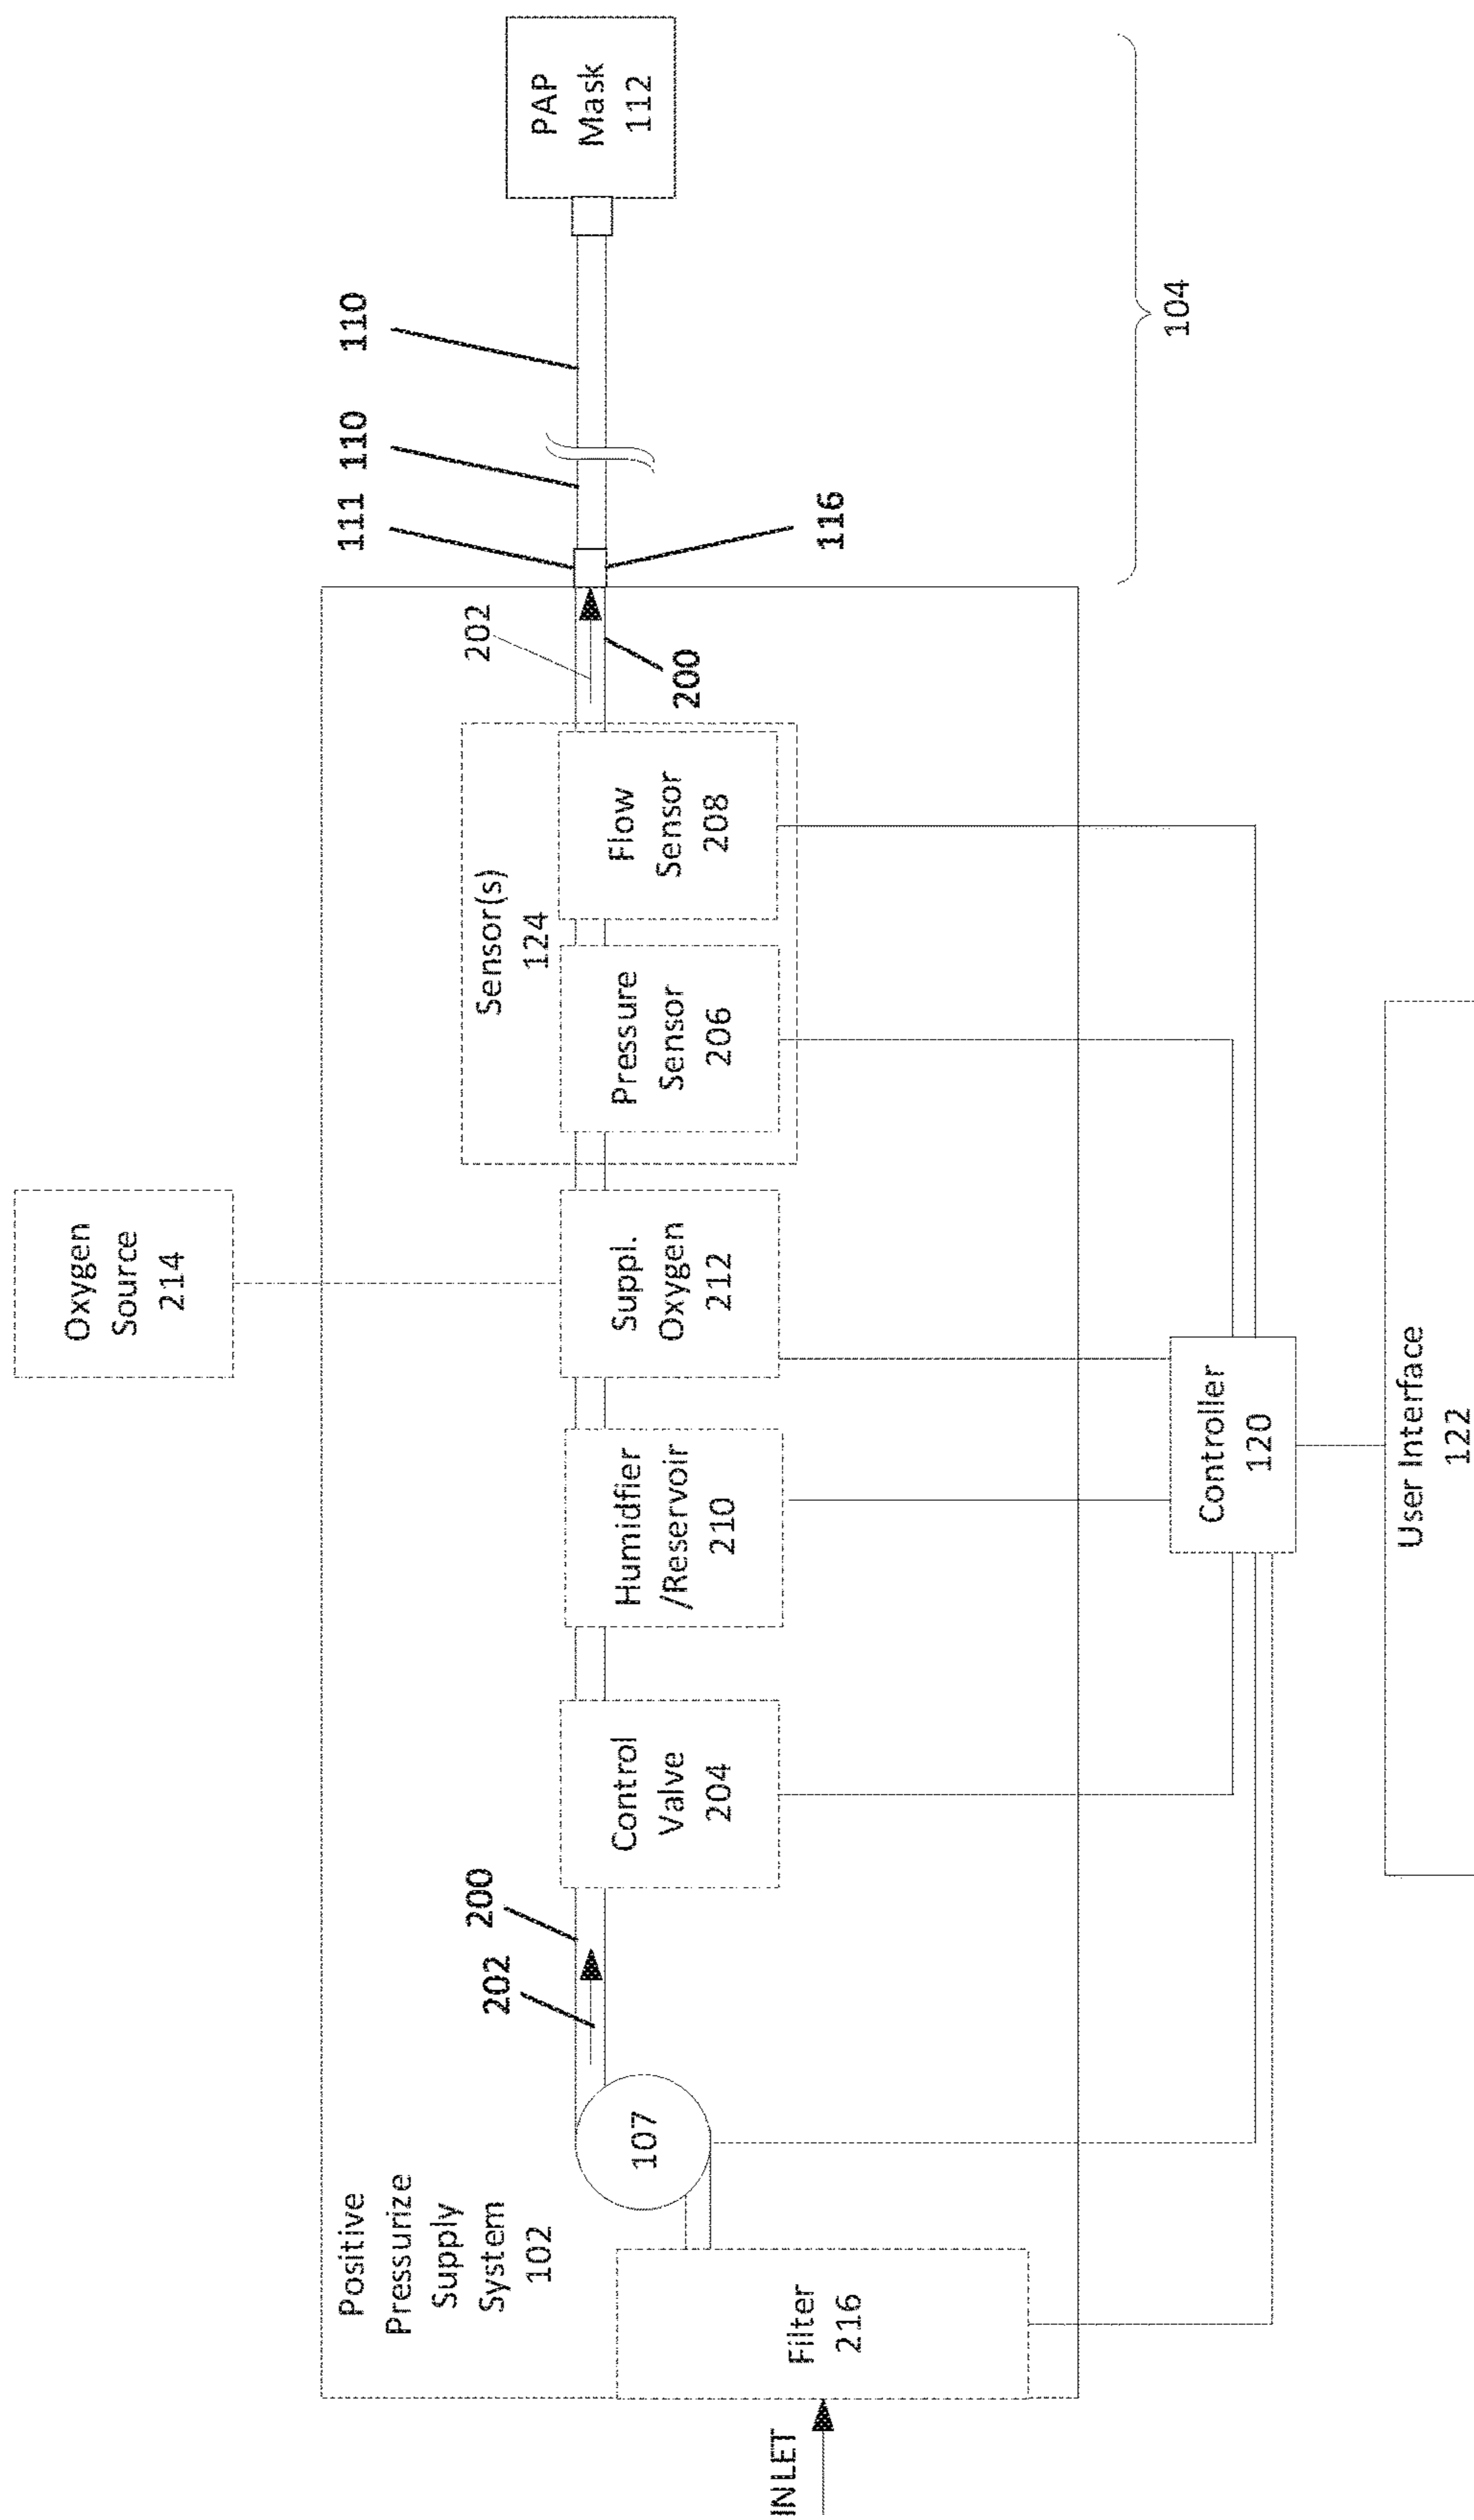 Oxygen
Source
214
Positive
Pressurize
Supply
System
102
Sensor(s)
124
202
200
202
200
111
110
110
116
PAP
Mask
112
INLET
Filter
216
107
Control
Valve
204
Humidfier
/Reservoir
210
Suppl.
Oxygen
212
Pressure
Sensor
206
Flow
Sensor
208
104
Controller
120
User Interface
122